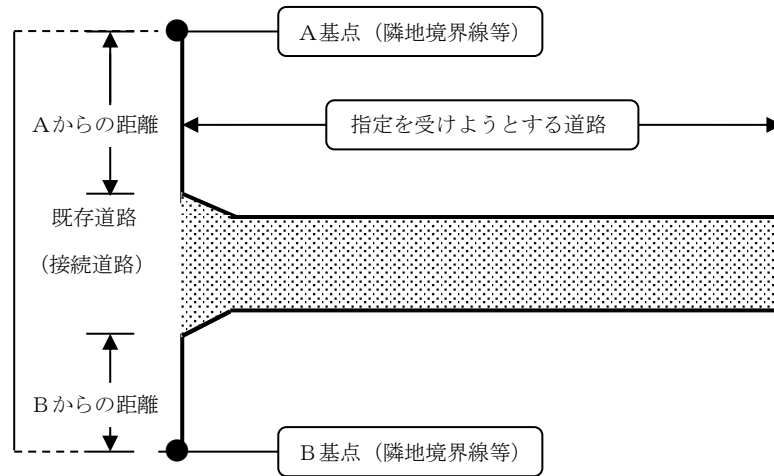 A基点（隣地境界線等）
Aからの距離
指定を受けようとする道路
既存道路
（接続道路）
Bからの距離
B基点（隣地境界線等）